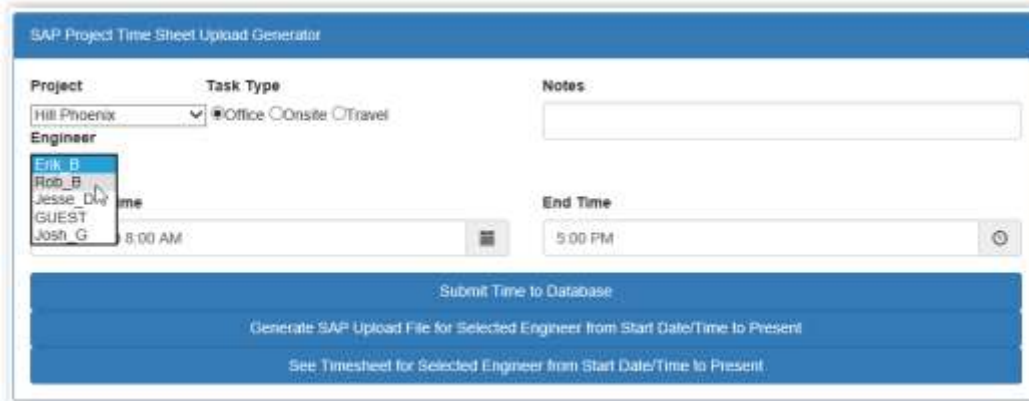 SAP Project Time Sheet Upload Generator
Project Task Type Notes
Hill Phoenix Office Onsite Travel
Engineer
Erik_B
Rob_B
Jesse_D
GUEST
Josh_G
me End Time
8:00 AM 5:00 PM
Submit Time to Database
Generate SAP Upload File for Selected Engineer from Start Date/Time to Present
See Timesheet for Selected Engineer from Start Date/Time to Present